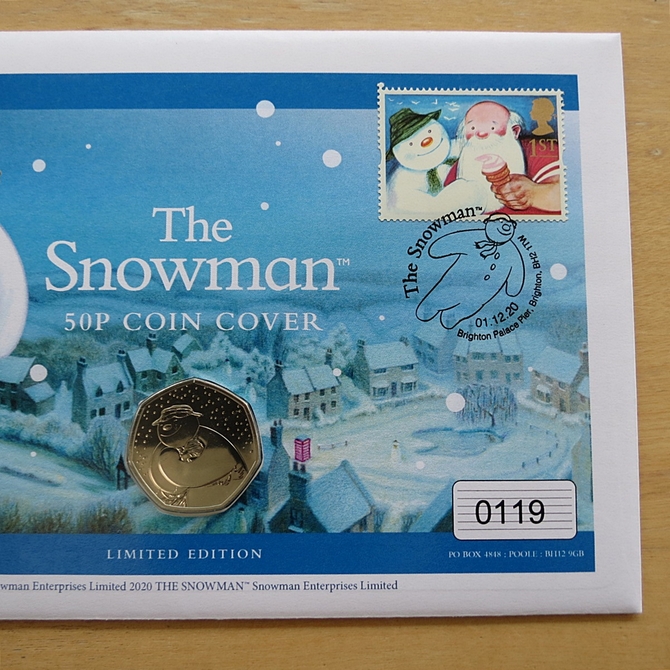 1ST
The Snowman™
01.12.20
Brighton Palace Pier, Brighton, BH2 1TW
The
Snowman™
50P COIN COVER
0119
LIMITED EDITION
PO BOX 4848 : POOLE : BH12 9GB
Enterprises Limited 2020 THE SNOWMAN™ Snowman Enterprises Limited